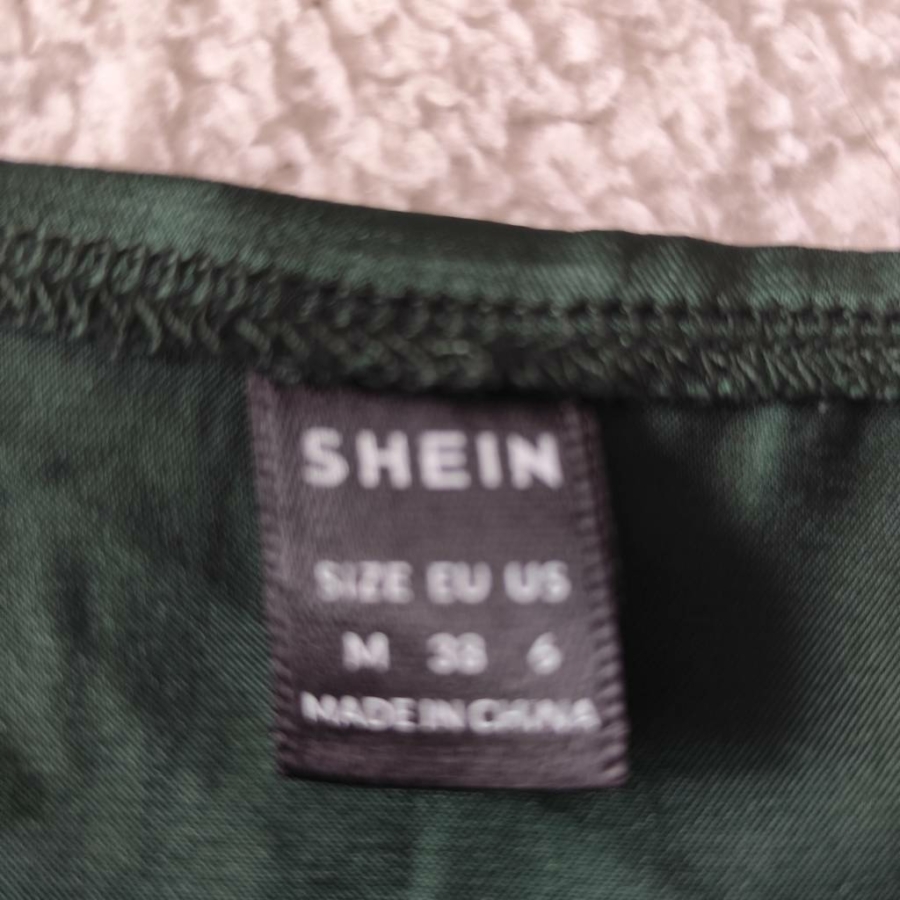 SHEIN
SIZE EU US
M 38 6
MADE IN CHINA